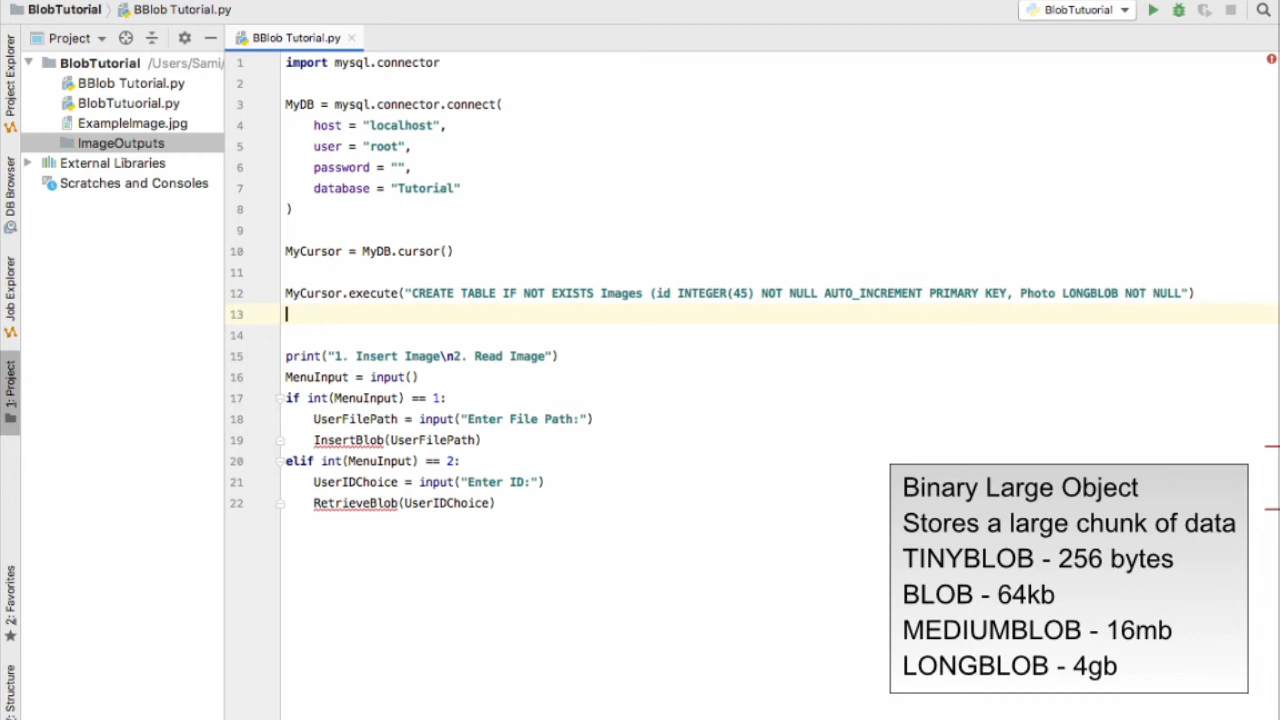 BlobTutorial BBlob Tutorial.py BlobTutuorial
Project BBlob Tutorial.py
Project Explorer
DB Browser
Job Explorer
1: Project
2: Favorites
Structure
BlobTutorial /Users/Sami/
BBlob Tutorial.py
BlobTutuorial.py
ExampleImage.jpg
ImageOutputs
External Libraries
Scratches and Consoles
1 import mysql.connector
2
3 MyDB = mysql.connector.connect(
4 host = "localhost",
5 user = "root",
6 password = "",
7 database = "Tutorial"
8 )
9
10 MyCursor = MyDB.cursor()
11
12 MyCursor.execute("CREATE TABLE IF NOT EXISTS Images (id INTEGER(45) NOT NULL AUTO_INCREMENT PRIMARY KEY, Photo LONGBLOB NOT NULL")
13
14
15 print("1. Insert Image\n2. Read Image")
16 MenuInput = input()
17 if int(MenuInput) == 1:
18 UserFilePath = input("Enter File Path:")
19 InsertBlob(UserFilePath)
20 elif int(MenuInput) == 2:
21 UserIDChoice = input("Enter ID:")
22 RetrieveBlob(UserIDChoice)
Binary Large Object
Stores a large chunk of data
TINYBLOB - 256 bytes
BLOB - 64kb
MEDIUMBLOB - 16mb
LONGBLOB - 4gb